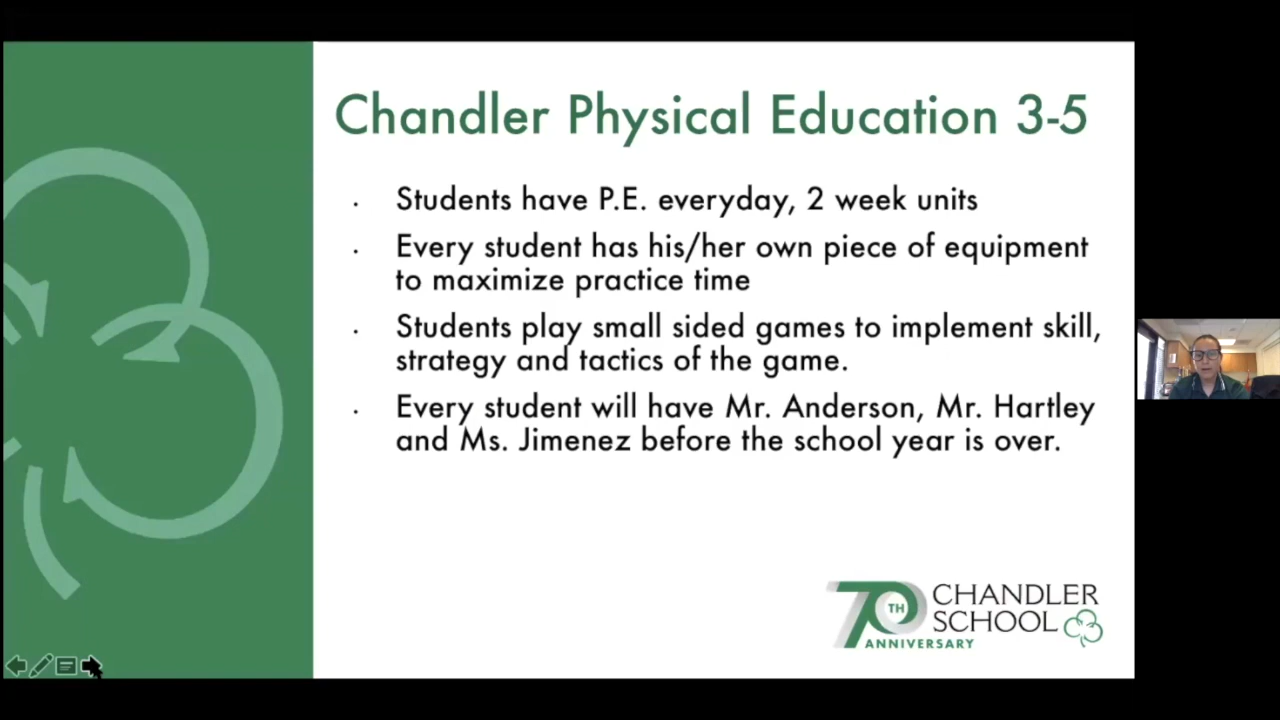 Chandler Physical Education 3-5
• Students have P.E. everyday, 2 week units
• Every student has his/her own piece of equipment
to maximize practice time
• Students play small sided games to implement skill,
strategy and tactics of the game.
• Every student will have Mr. Anderson, Mr. Hartley
and Ms. Jimenez before the school year is over.
70TH
ANNIVERSARY
CHANDLER
SCHOOL